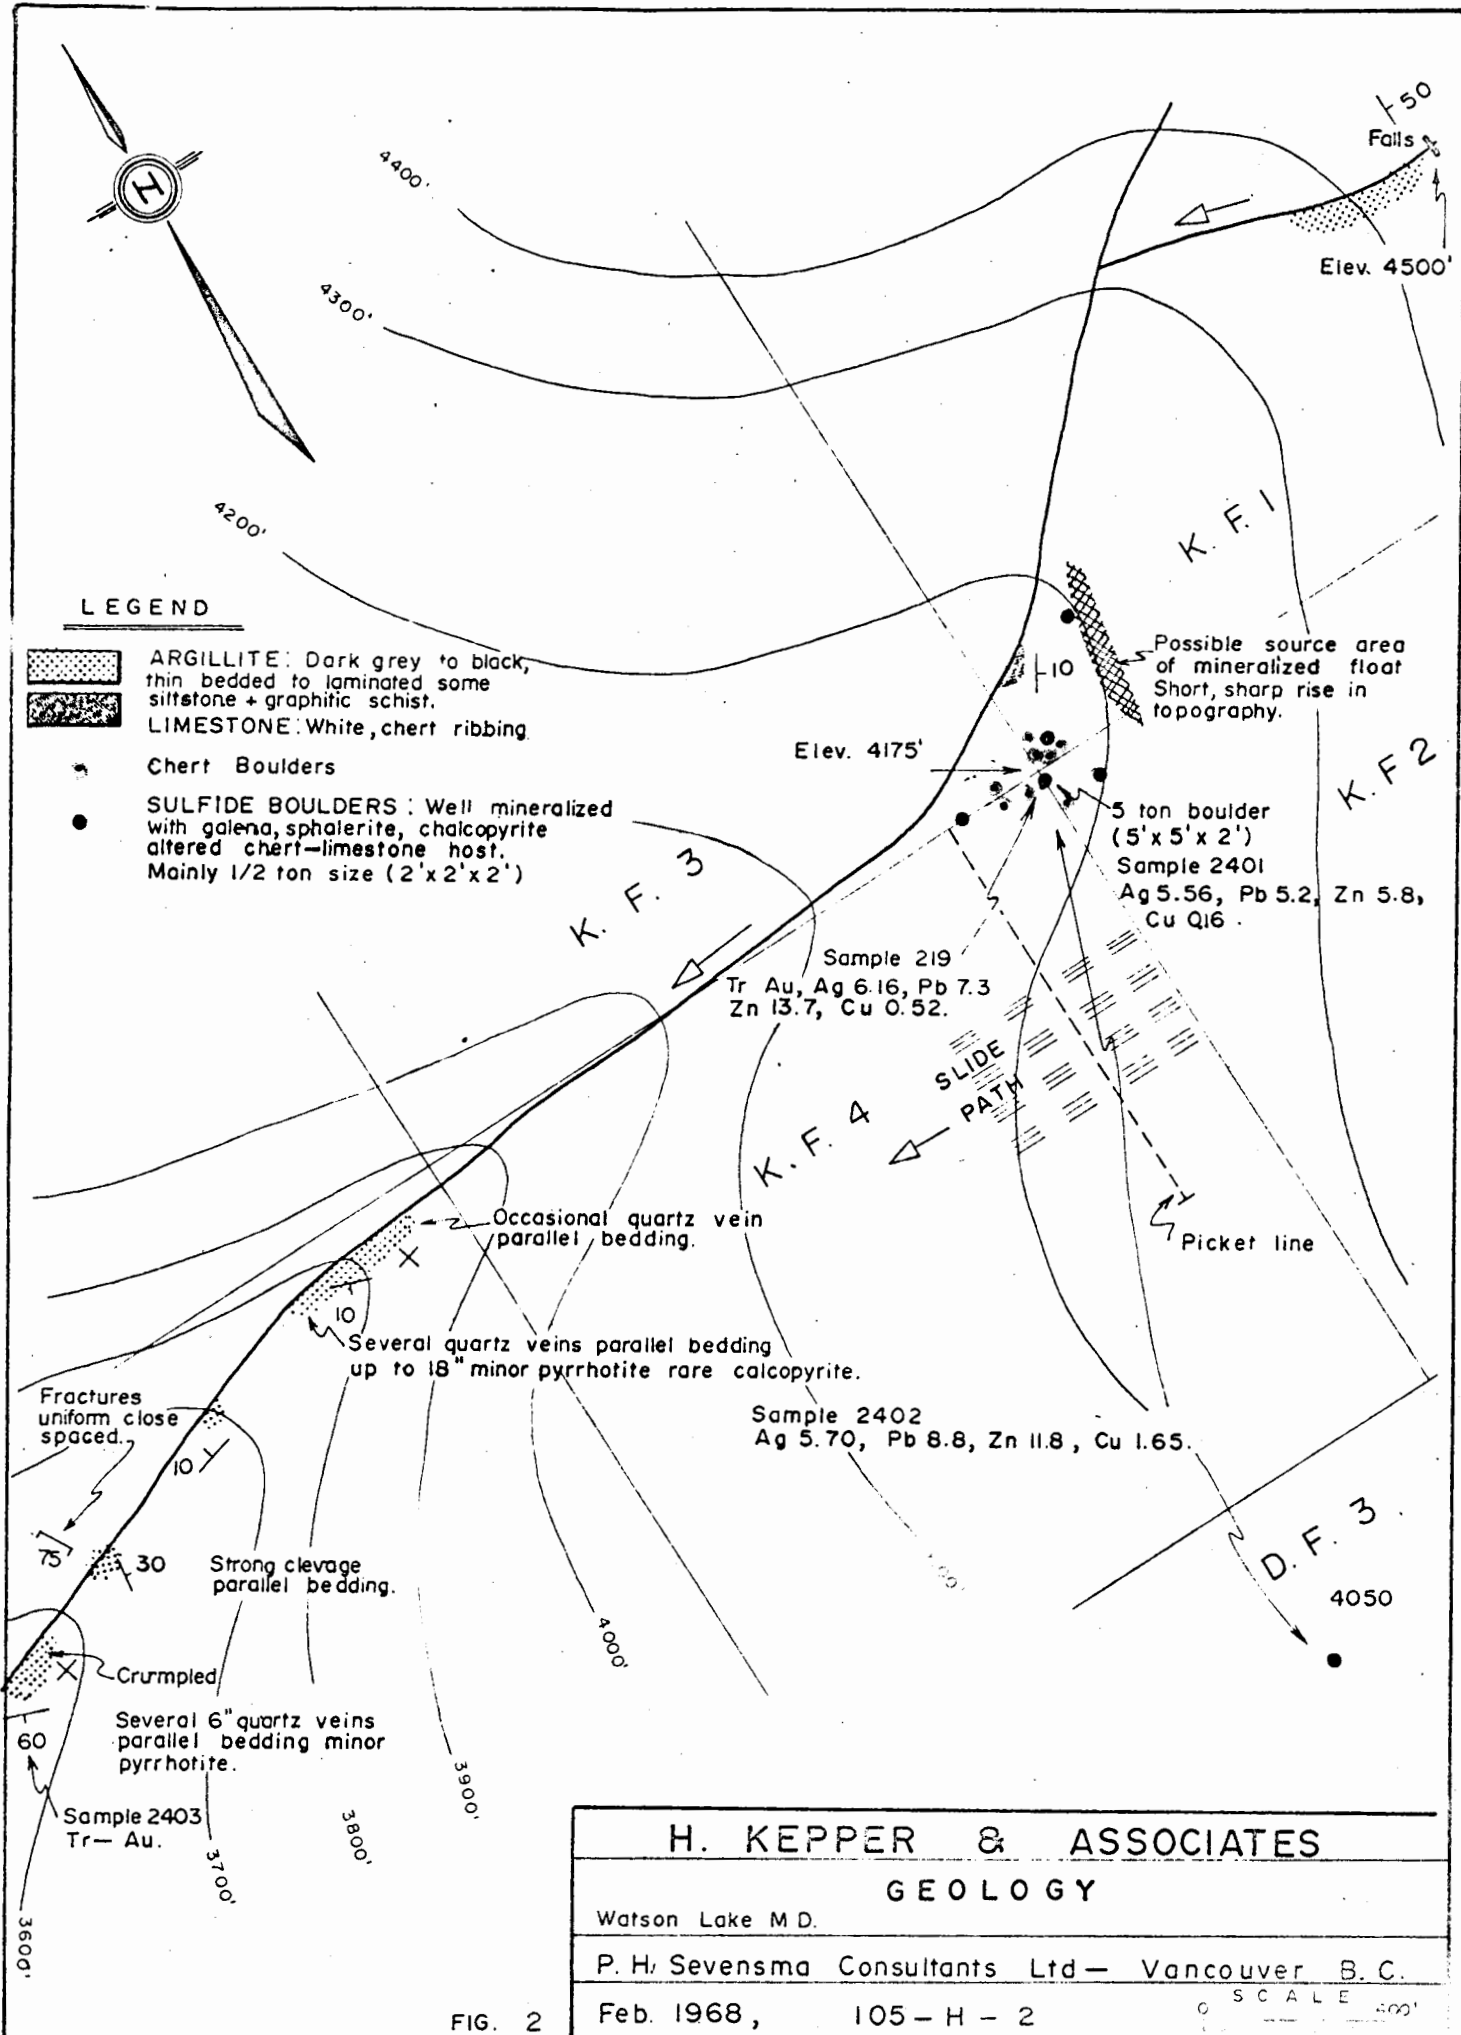 4400'
50
Falls
Elev. 4500'
4300'
4200'
K. F. 1
LEGEND
ARGILLITE: Dark grey to black,
thin bedded to laminated some
siltstone + graphitic schist.
LIMESTONE: White, chert ribbing
Chert Boulders
SULFIDE BOULDERS: Well mineralized
with galena, sphalerite, chalcopyrite
altered chert-limestone host.
Mainly 1/2 ton size (2'x2'x2')
10
Possible source area
of mineralized float
Short, sharp rise in
topography.
Elev. 4175'
K. F 2
5 ton boulder
(5'x 5'x 2')
Sample 2401
Ag 5.56, Pb 5.2, Zn 5.8,
Cu 0.16
K. F. 3
Sample 219
Tr Au, Ag 6.16, Pb 7.3
Zn 13.7, Cu 0.52.
SLIDE
PATH
K. F. 4
Picket line
Occasional quartz vein
parallel bedding.
10
Several quartz veins parallel bedding
up to 18" minor pyrrhotite rare calcopyrite.
Fractures
uniform close
spaced.
Sample 2402
Ag 5.70, Pb 8.8, Zn 11.8, Cu 1.65.
10
75
30
Strong clevage
parallel bedding.
D. F. 3
4050
4000'
Crumpled
Several 6" quartz veins
parallel bedding minor
pyrrhotite.
60
Sample 2403
Tr— Au.
3900'
3800'
3700'
3600'
H. KEPPER & ASSOCIATES
GEOLOGY
Watson Lake M D.
P. H. Sevensma Consultants Ltd — Vancouver B. C.
Feb. 1968, 105 - H - 2
SCALE
0
FIG. 2